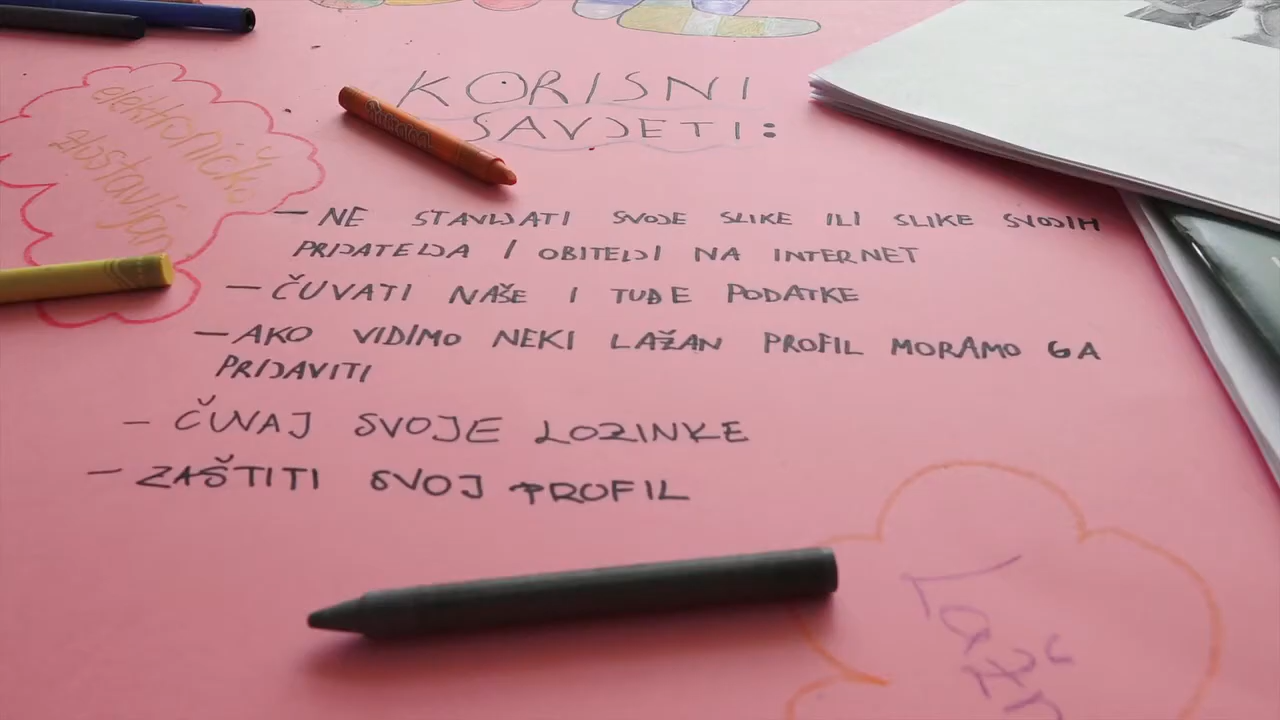 KORISNI
SAVJETI:
elektroničko
zlostavljanje
— NE STAVLJATI SVOJE SLIKE ILI SLIKE SVOJIH
PRIJATELJA I OBITELJI NA INTERNET
— ČUVATI NAŠE I TUĐE PODATKE
— AKO VIDIMO NEKI LAŽAN PROFIL MORAMO GA
PRIJAVITI
— ČUVAJ SVOJE LOZINKE
— ZAŠTITI SVOJ PROFIL